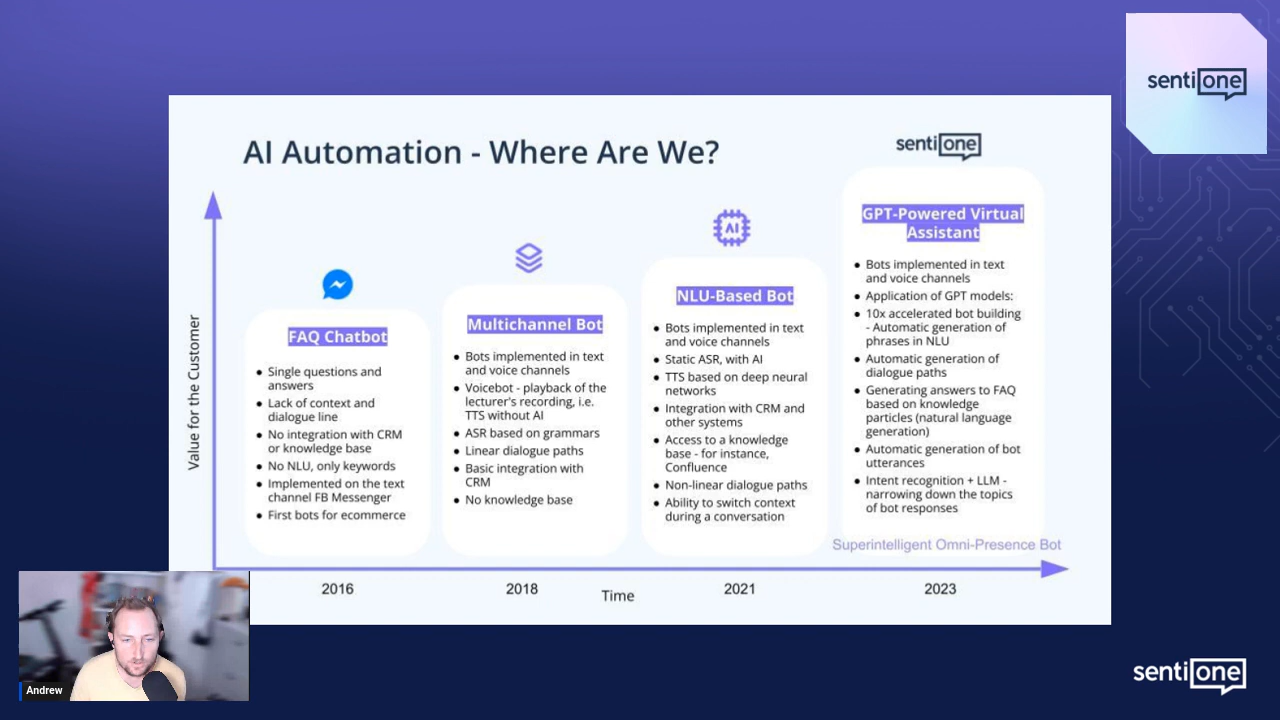 sentione
AI Automation - Where Are We?
sentione
Value for the Customer
FAQ Chatbot
Single questions and
answers
Lack of context and
dialogue line
No integration with CRM
or knowledge base
No NLU, only keywords
Implemented on the text
channel FB Messenger
First bots for ecommerce
Multichannel Bot
Bots implemented in text
and voice channels
Voicebot - playback of the
lecturer's recording, i.e.
TTS without AI
ASR based on grammars
Linear dialogue paths
Basic integration with
CRM
No knowledge base
AI
NLU-Based Bot
Bots implemented in text
and voice channels
Static ASR, with AI
TTS based on deep neural
networks
Integration with CRM and
other systems
Access to a knowledge
base - for instance,
Confluence
Non-linear dialogue paths
Ability to switch context
during a conversation
GPT-Powered Virtual
Assistant
Bots implemented in text
and voice channels
Application of GPT models:
10x accelerated bot building
- Automatic generation of
phrases in NLU
Automatic generation of
dialogue paths
Generating answers to FAQ
based on knowledge
particles (natural language
generation)
Automatic generation of bot
utterances
Intent recognition + LLM -
narrowing down the topics
of bot responses
Superintelligent Omni-Presence Bot
2016
2018
2021
2023
Time
Andrew
sentione